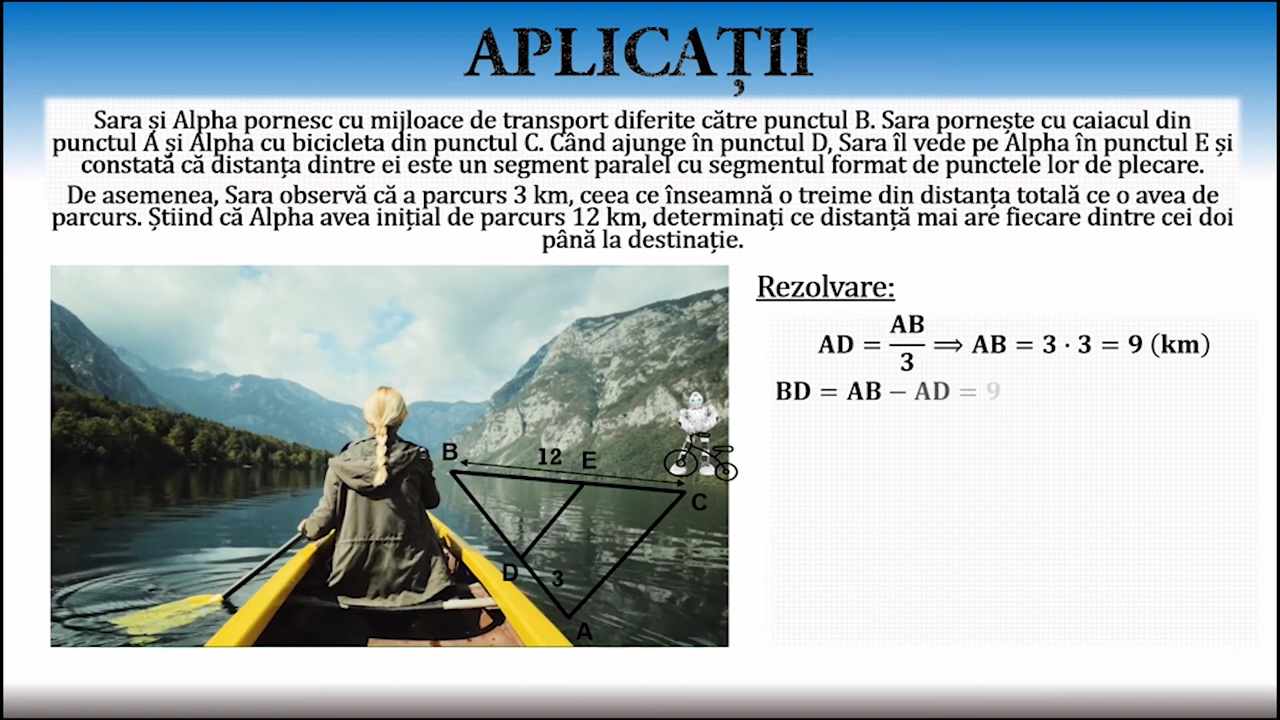 APLICAȚII
Sara și Alpha pornesc cu mijloace de transport diferite către punctul B. Sara pornește cu caiacul din
punctul A și Alpha cu bicicleta din punctul C. Când ajunge în punctul D, Sara îl vede pe Alpha în punctul E și
constată că distanța dintre ei este un segment paralel cu segmentul format de punctele lor de plecare.
De asemenea, Sara observă că a parcurs 3 km, ceea ce înseamnă o treime din distanța totală ce o avea de
parcurs. Știind că Alpha avea inițial de parcurs 12 km, determinați ce distanță mai are fiecare dintre cei doi
până la destinație.
Rezolvare:
AD = AB/3 ⟹ AB = 3 · 3 = 9 (km)
BD = AB − AD = 9
B
12
E
C
D
3
A